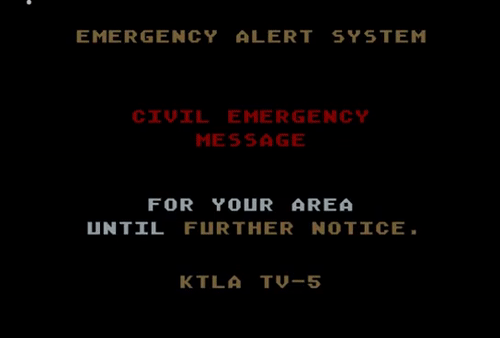 EMERGENCY ALERT SYSTEM
CIVIL EMERGENCY
MESSAGE
FOR YOUR AREA
UNTIL FURTHER NOTICE.
KTLA TV-5